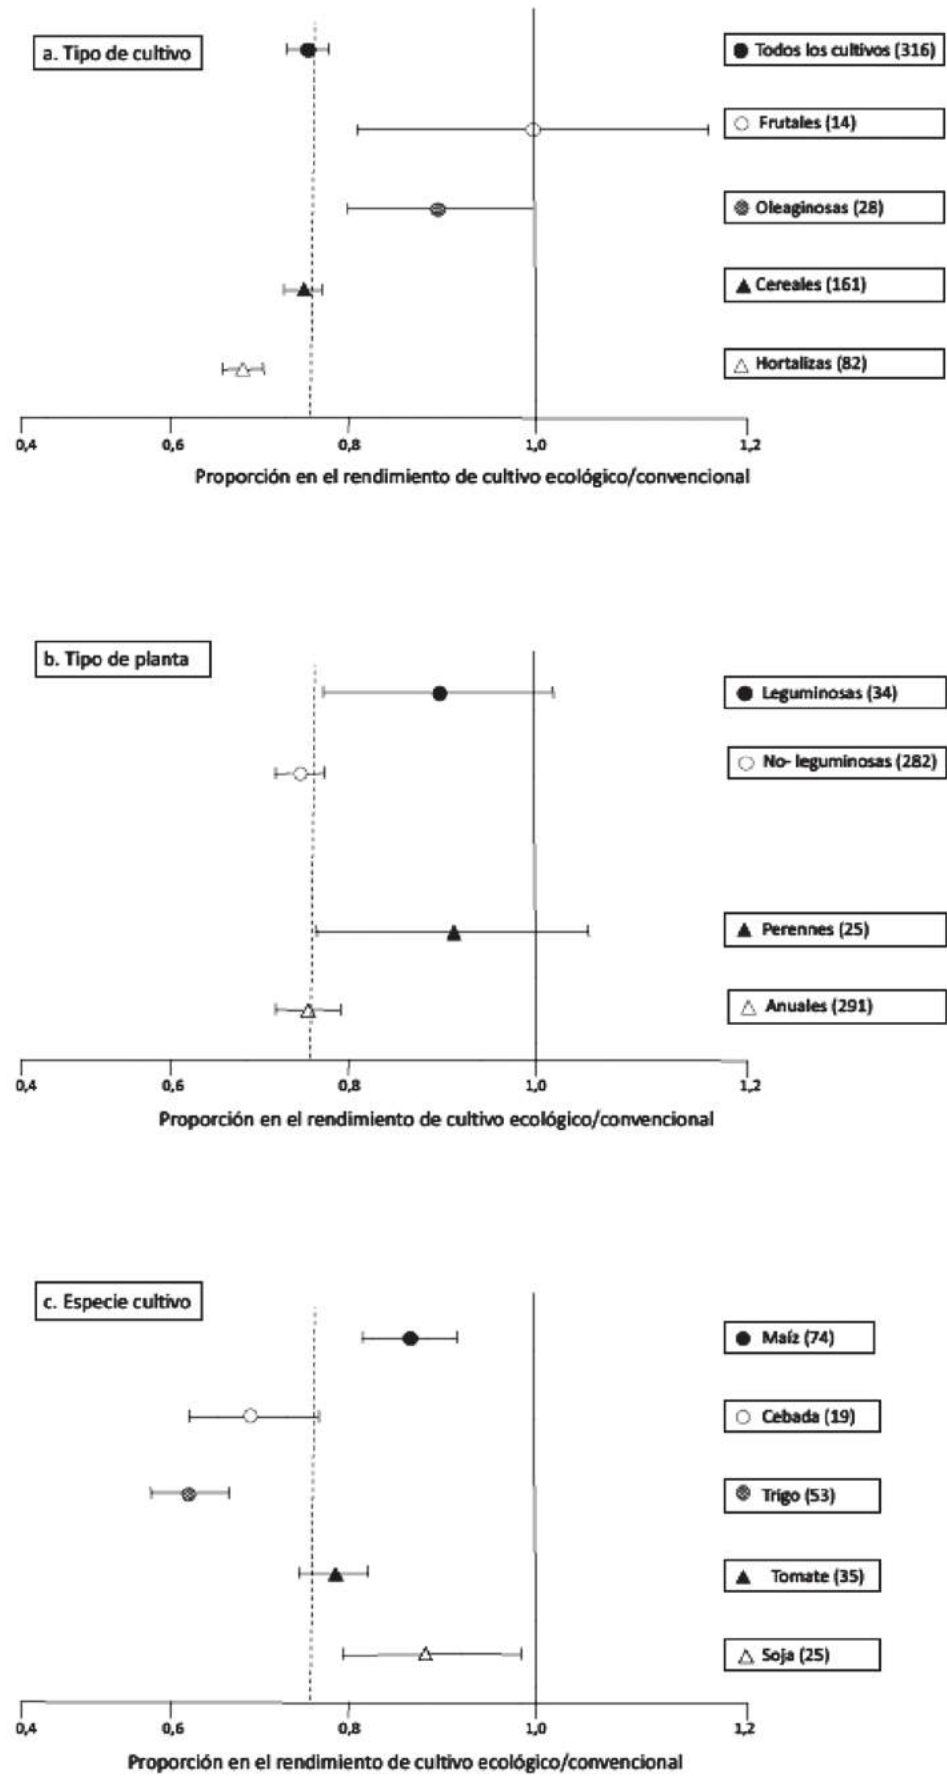 a. Tipo de cultivo
Todos los cultivos (316)
Frutales (14)
Oleaginosas (28)
Cereales (161)
Hortalizas (82)
0,4 0,6 0,8 1,0 1,2
Proporción en el rendimiento de cultivo ecológico/convencional
b. Tipo de planta
Leguminosas (34)
No- leguminosas (282)
Perennes (25)
Anuales (291)
0,4 0,6 0,8 1,0 1,2
Proporción en el rendimiento de cultivo ecológico/convencional
c. Especie cultivo
Maíz (74)
Cebada (19)
Trigo (53)
Tomate (35)
Soja (25)
0,4 0,6 0,8 1,0 1,2
Proporción en el rendimiento de cultivo ecológico/convencional